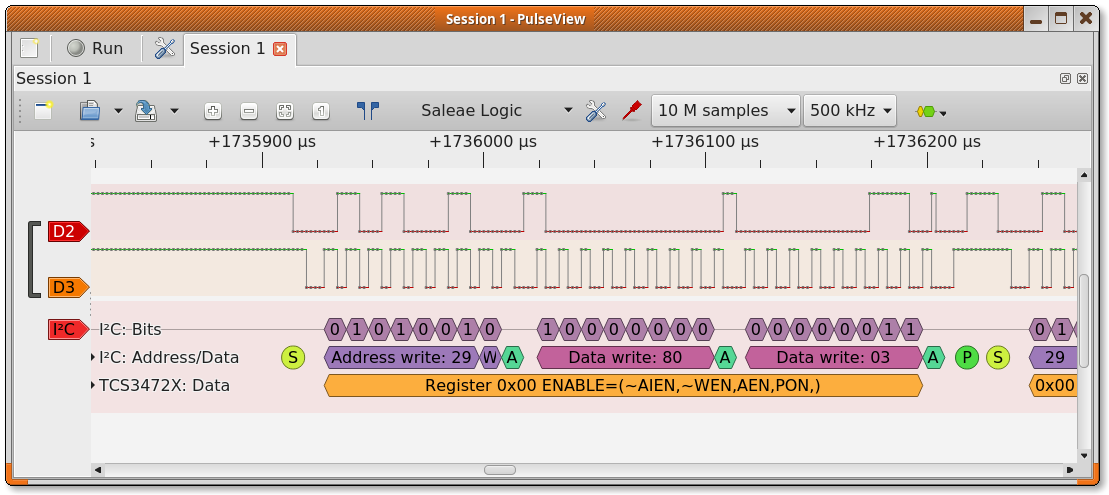 Session 1 - PulseView
Run
Session 1
Session 1
Saleae Logic
10 M samples
500 kHz
s +1735900 µs +1736000 µs +1736100 µs +1736200 µs
D2
D3
I²C I²C: Bits 0 1 0 1 0 0 1 0 1 0 0 0 0 0 0 0 0 0 0 0 0 0 1 1 0 1
I²C: Address/Data S Address write: 29 W A Data write: 80 A Data write: 03 A P S 29
TCS3472X: Data Register 0x00 ENABLE=(~AIEN,~WEN,AEN,PON,) 0x00